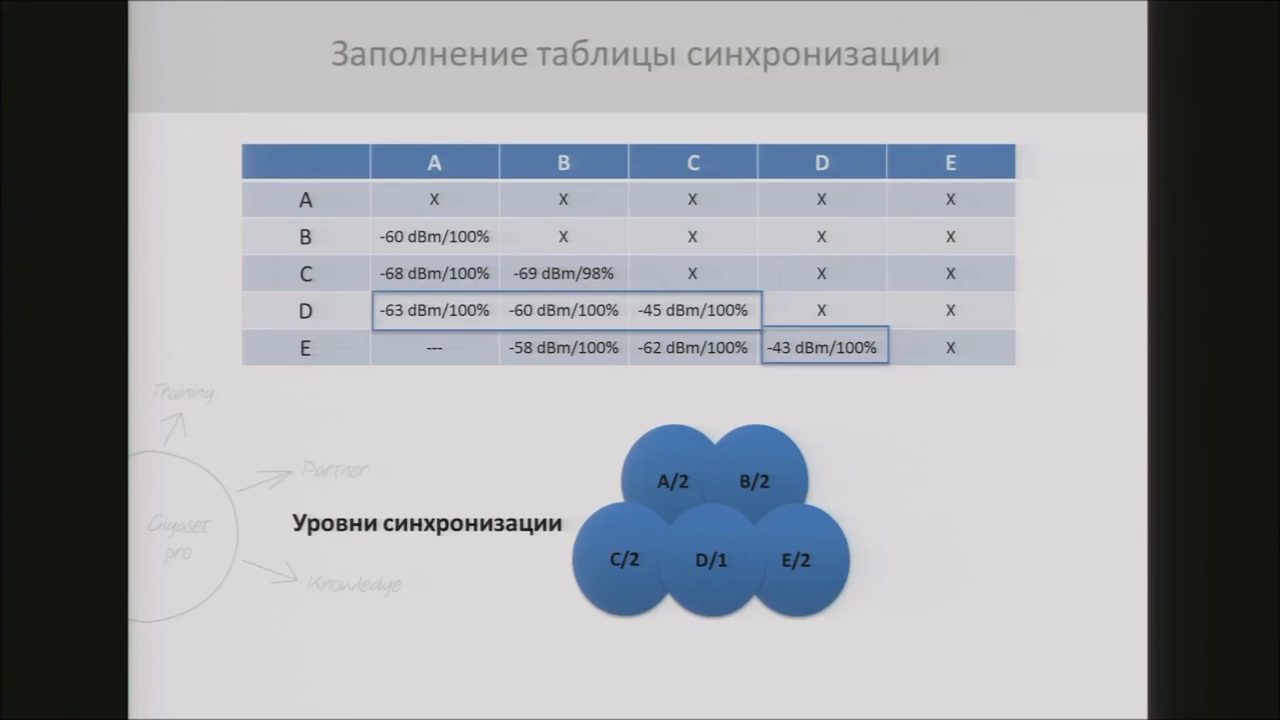 Заполнение таблицы синхронизации
A B C D E
A X X X X X
B -60 dBm/100% X X X X
C -68 dBm/100% -69 dBm/98% X X X
D -63 dBm/100% -60 dBm/100% -45 dBm/100% X X
E --- -58 dBm/100% -62 dBm/100% -43 dBm/100% X
Training
Partner
Gigaset
pro
Knowledge
Уровни синхронизации
A/2 B/2
C/2 D/1 E/2